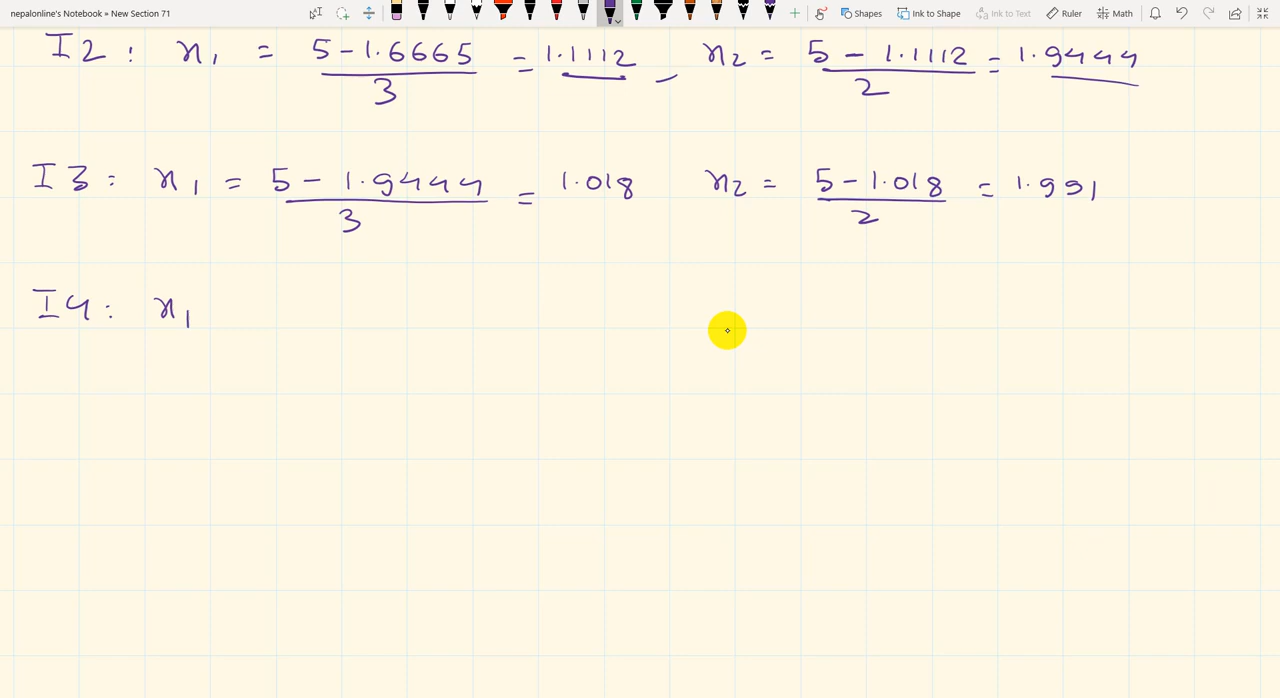 nepalonline's Notebook » New Section 71
Shapes Ink to Shape Ink to Text Ruler Math
I2: x1 = 5-1.6665/3 = 1.1112, x2 = 5-1.1112/2 = 1.9444
I3: x1 = 5-1.9444/3 = 1.018 x2 = 5-1.018/2 = 1.991
I4: x1